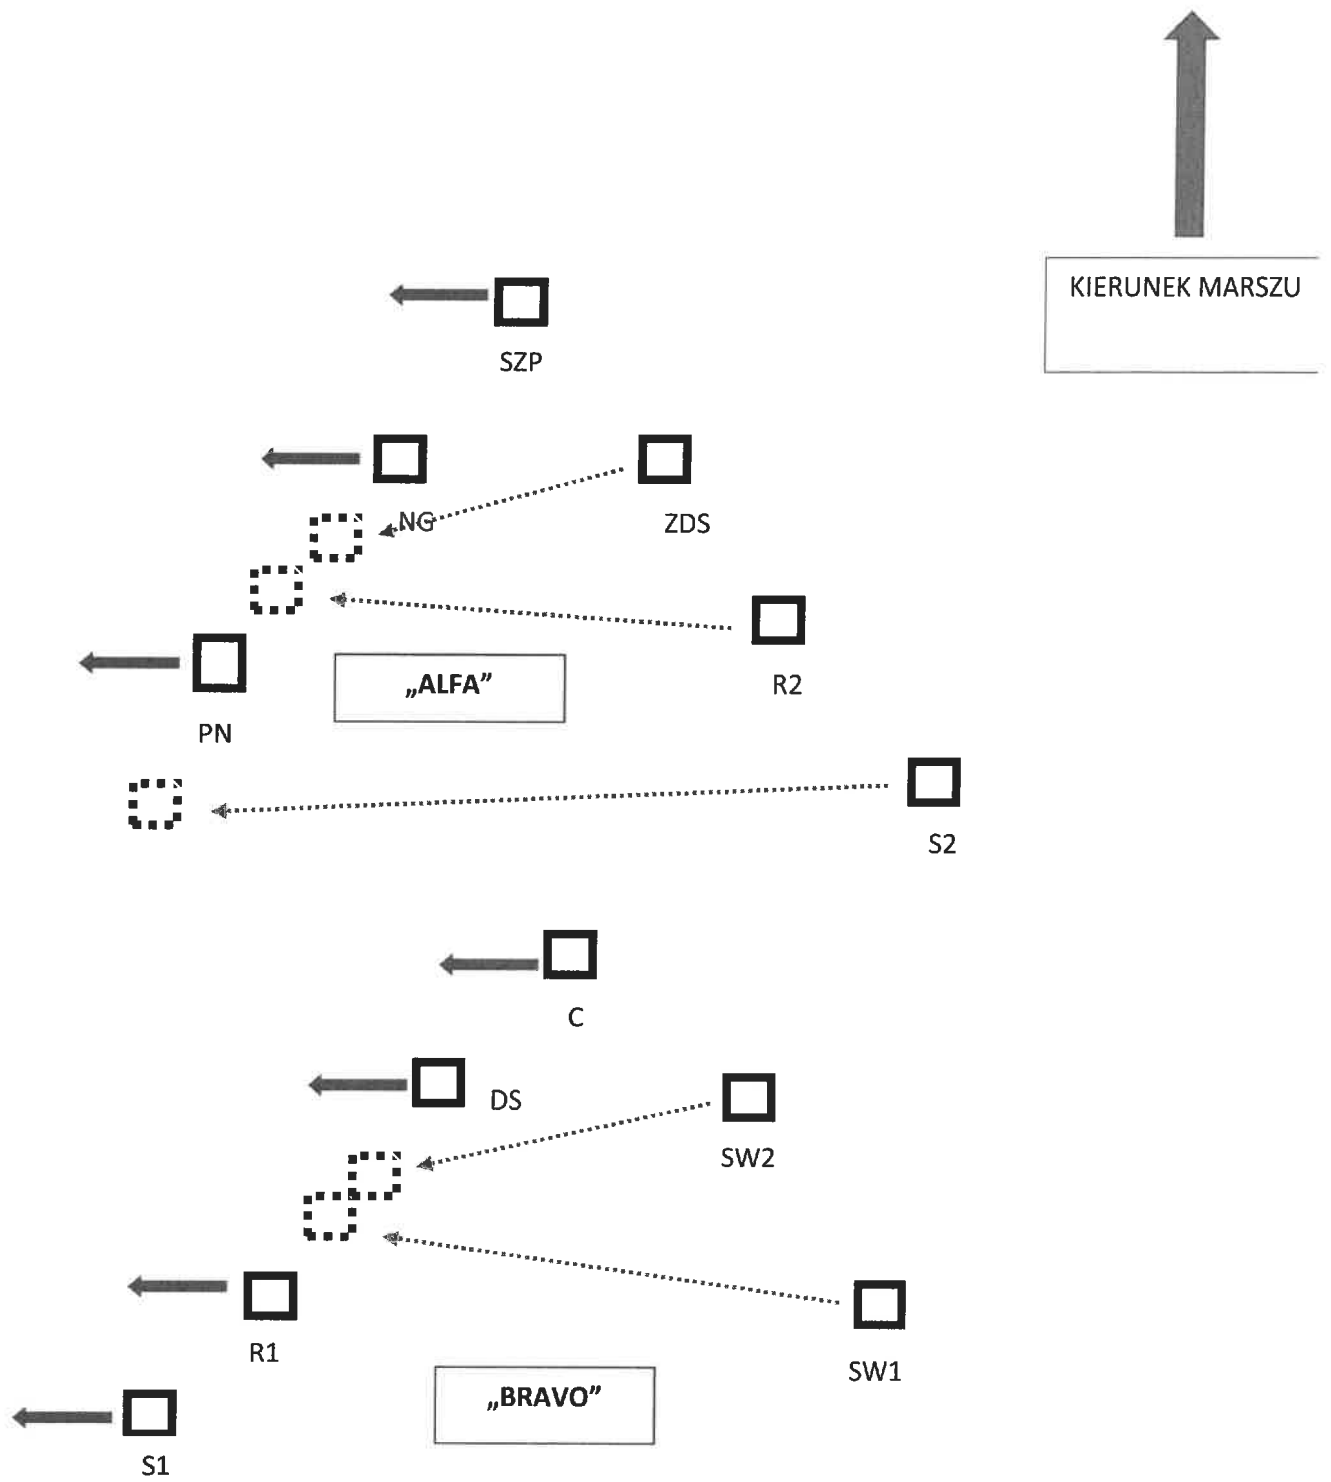 KIERUNEK MARSZU
SZP
NG
ZDS
R2
„ALFA”
PN
S2
C
DS
SW2
R1
SW1
„BRAVO”
S1